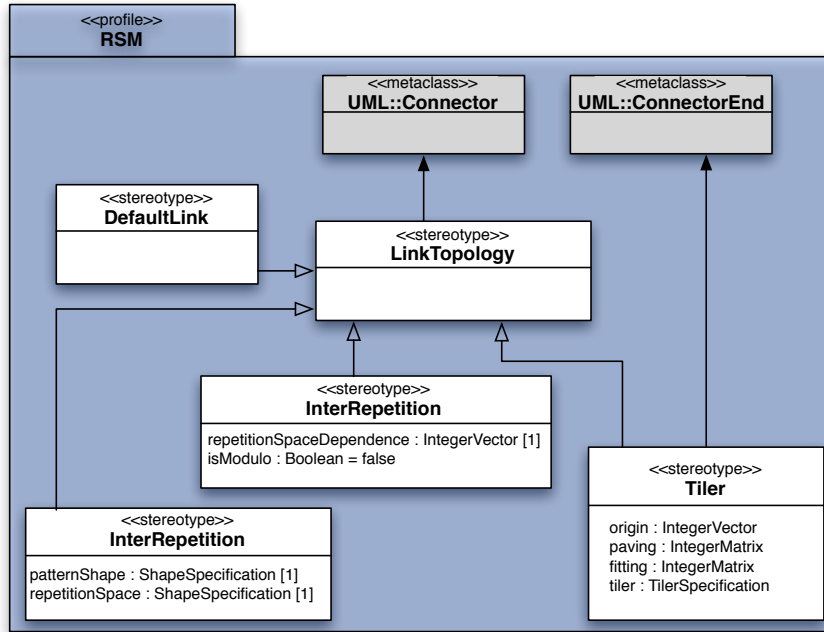 <<profile>>
RSM
<<metaclass>>
UML::Connector
<<metaclass>>
UML::ConnectorEnd
<<stereotype>>
DefaultLink
<<stereotype>>
LinkTopology
<<stereotype>>
InterRepetition
repetitionSpaceDependence : IntegerVector [1]
isModulo : Boolean = false
<<stereotype>>
Tiler
origin : IntegerVector
paving : IntegerMatrix
fitting : IntegerMatrix
tiler : TilerSpecification
<<stereotype>>
InterRepetition
patternShape : ShapeSpecification [1]
repetitionSpace : ShapeSpecification [1]